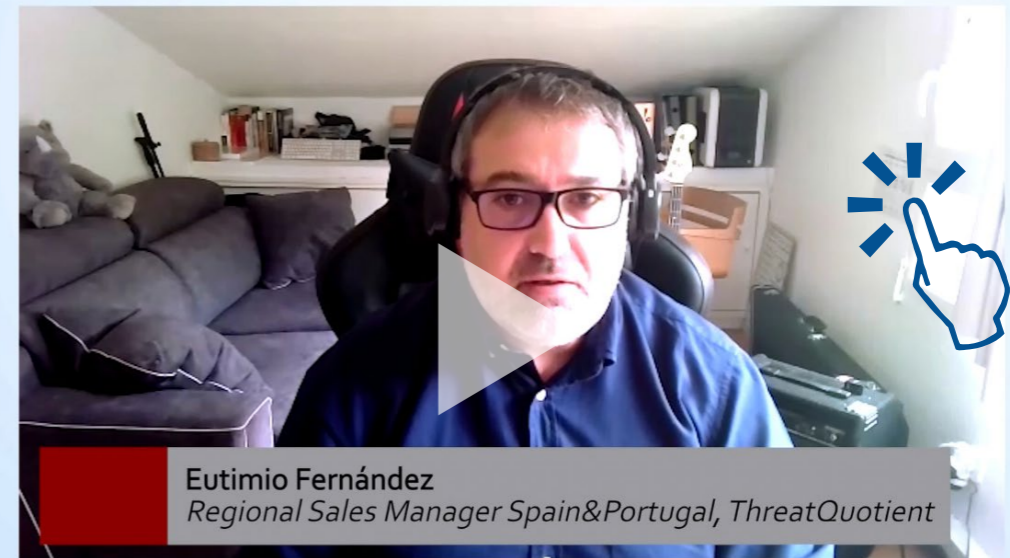 Eutimio Fernández
Regional Sales Manager Spain&Portugal, ThreatQuotient